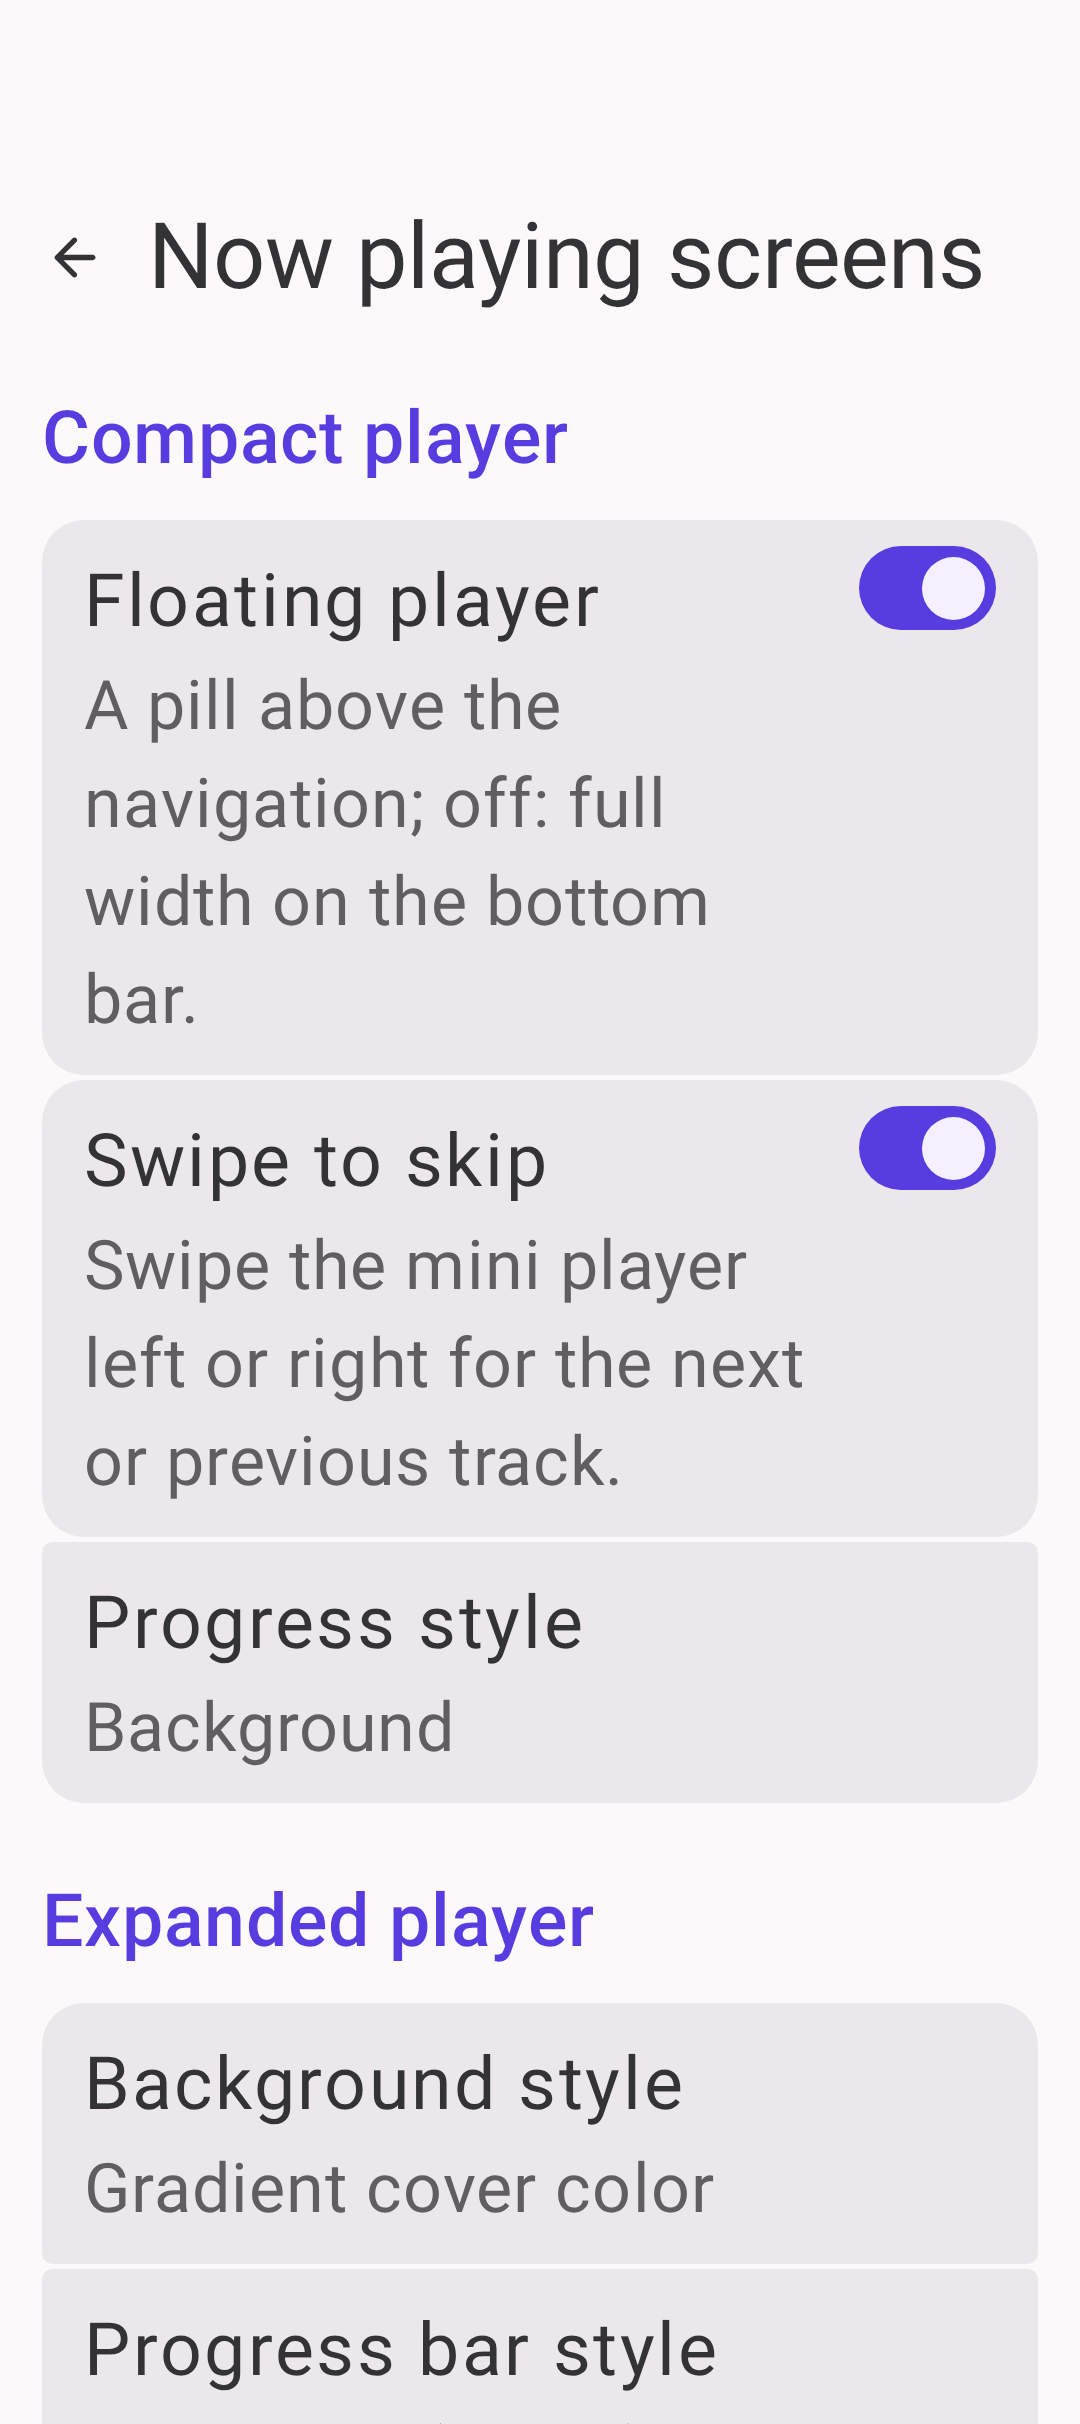 Now playing screens
Compact player
Floating player
A pill above the
navigation; off: full
width on the bottom
bar.
Swipe to skip
Swipe the mini player
left or right for the next
or previous track.
Progress style
Background
Expanded player
Background style
Gradient cover color
Progress bar style